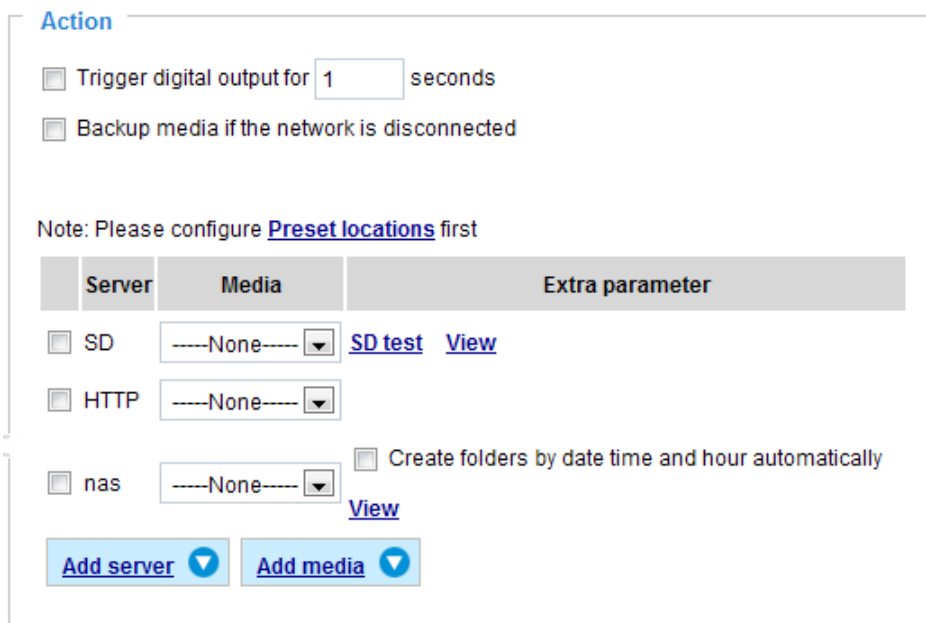 Action
Trigger digital output for 1 seconds
Backup media if the network is disconnected
Note: Please configure Preset locations first
Server Media Extra parameter
SD -----None----- SD test View
HTTP -----None-----
nas -----None----- Create folders by date time and hour automatically
View
Add server Add media